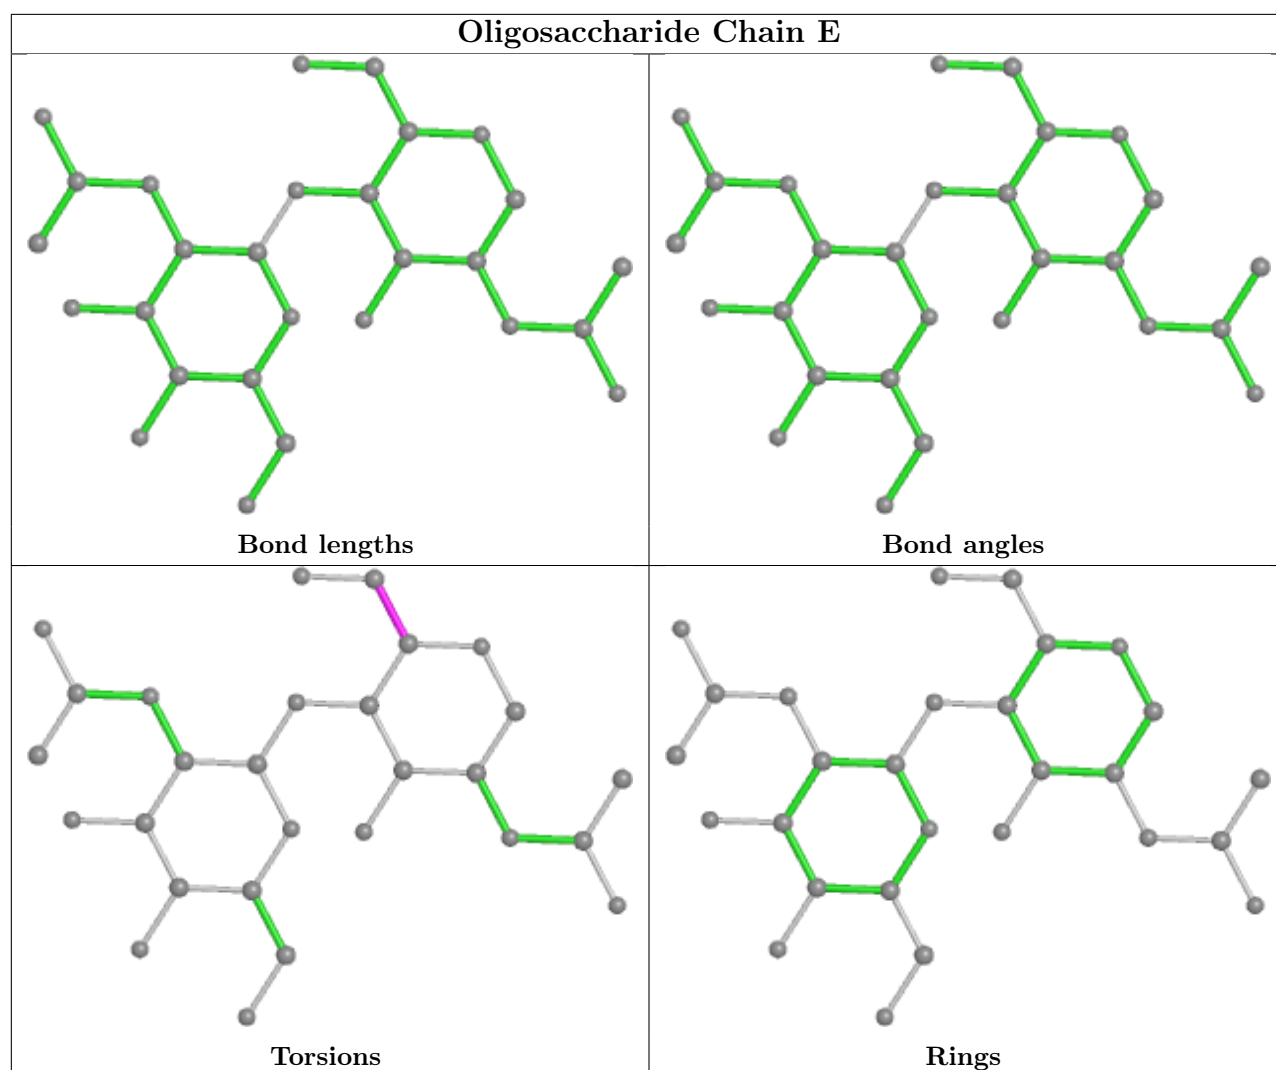 Oligosaccharide Chain E
Bond lengths
Bond angles
Torsions
Rings